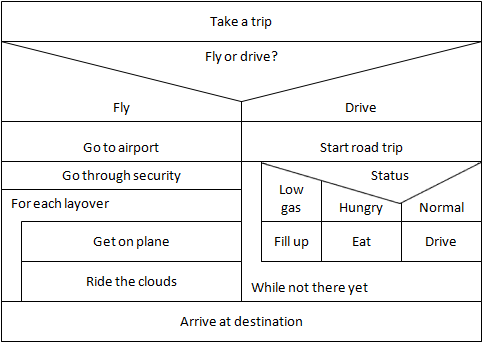 Take a trip
Fly or drive?
Fly
Drive
Go to airport
Start road trip
Go through security
Status
For each layover
Low
gas
Hungry
Normal
Get on plane
Fill up
Eat
Drive
Ride the clouds
While not there yet
Arrive at destination